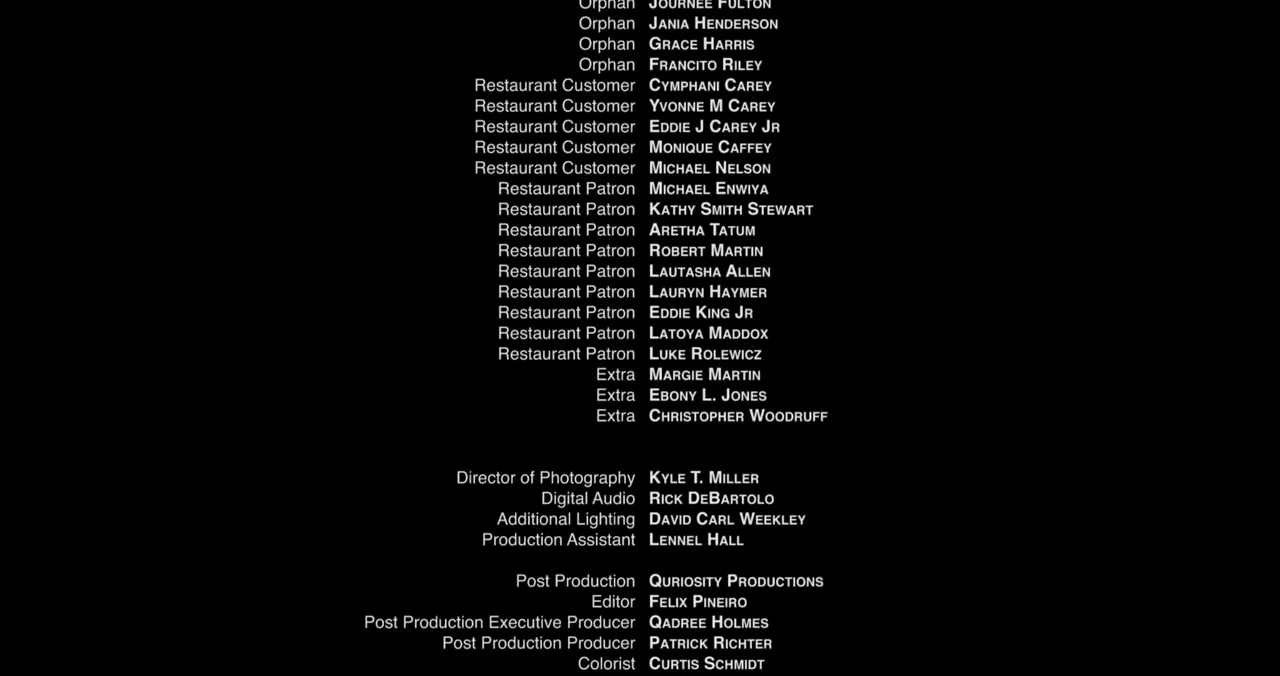 Orphan JOURNEE FULTON
Orphan JANIA HENDERSON
Orphan GRACE HARRIS
Orphan FRANCITO RILEY
Restaurant Customer CYMPHANI CAREY
Restaurant Customer YVONNE M CAREY
Restaurant Customer EDDIE J CAREY JR
Restaurant Customer MONIQUE CAFFEY
Restaurant Customer MICHAEL NELSON
Restaurant Patron MICHAEL ENWIYA
Restaurant Patron KATHY SMITH STEWART
Restaurant Patron ARETHA TATUM
Restaurant Patron ROBERT MARTIN
Restaurant Patron LAUTASHA ALLEN
Restaurant Patron LAURYN HAYMER
Restaurant Patron EDDIE KING JR
Restaurant Patron LATOYA MADDOX
Restaurant Patron LUKE ROLEWICZ
Extra MARGIE MARTIN
Extra EBONY L. JONES
Extra CHRISTOPHER WOODRUFF
Director of Photography KYLE T. MILLER
Digital Audio RICK DEBARTOLO
Additional Lighting DAVID CARL WEEKLEY
Production Assistant LENNEL HALL
Post Production QURIOSITY PRODUCTIONS
Editor FELIX PINEIRO
Post Production Executive Producer QADREE HOLMES
Post Production Producer PATRICK RICHTER
Colorist CURTIS SCHMIDT